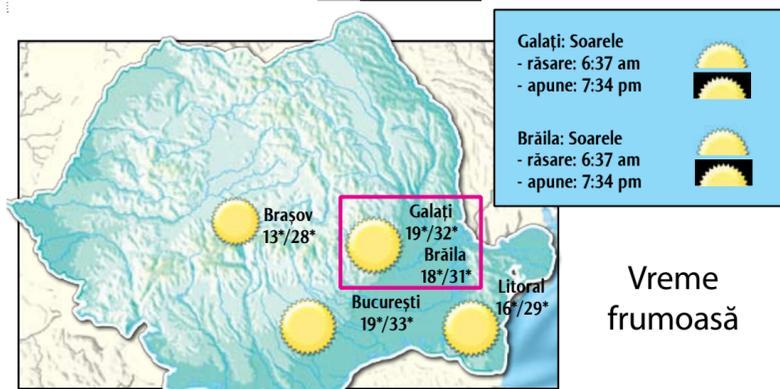 Galați: Soarele
- răsare: 6:37 am
- apune: 7:34 pm
Brăila: Soarele
- răsare: 6:37 am
- apune: 7:34 pm
Brașov
13*/28*
Galați
19*/32*
Brăila
18*/31*
București
19*/33*
Litoral
16*/29*
Vreme
frumoasă